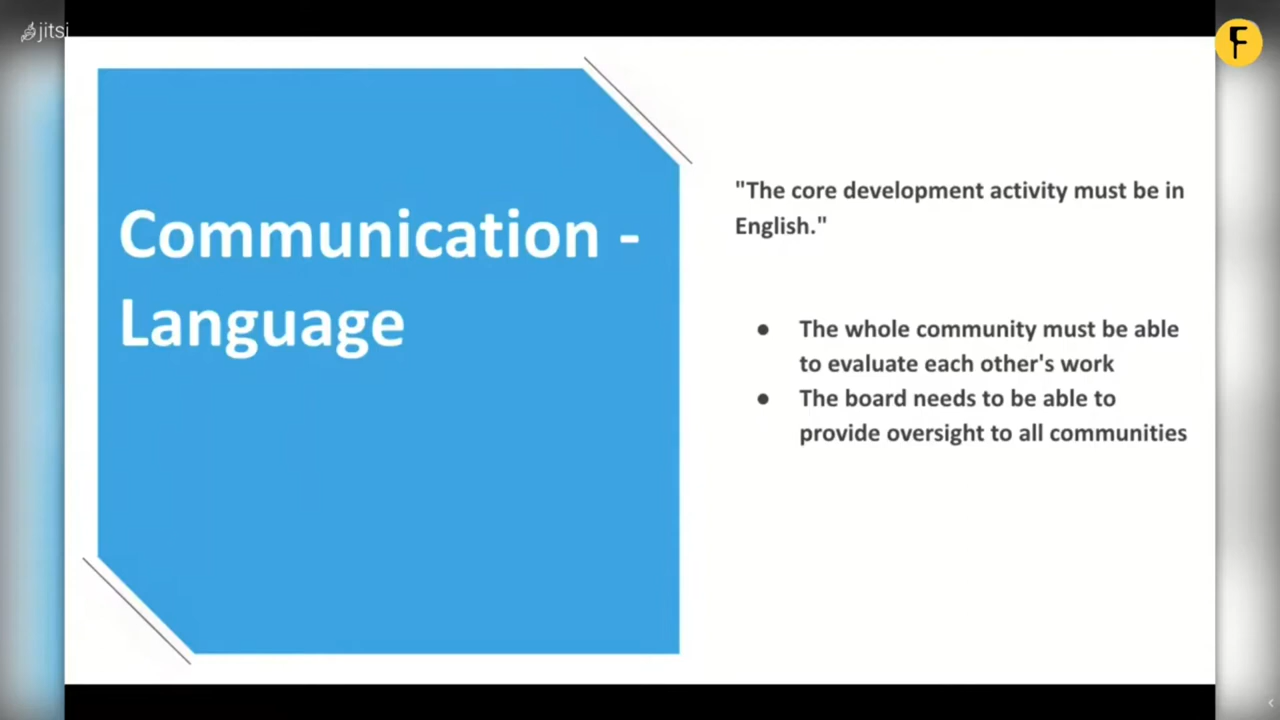 jitsi
F
Communication -
Language
"The core development activity must be in
English."
● The whole community must be able
to evaluate each other's work
● The board needs to be able to
provide oversight to all communities